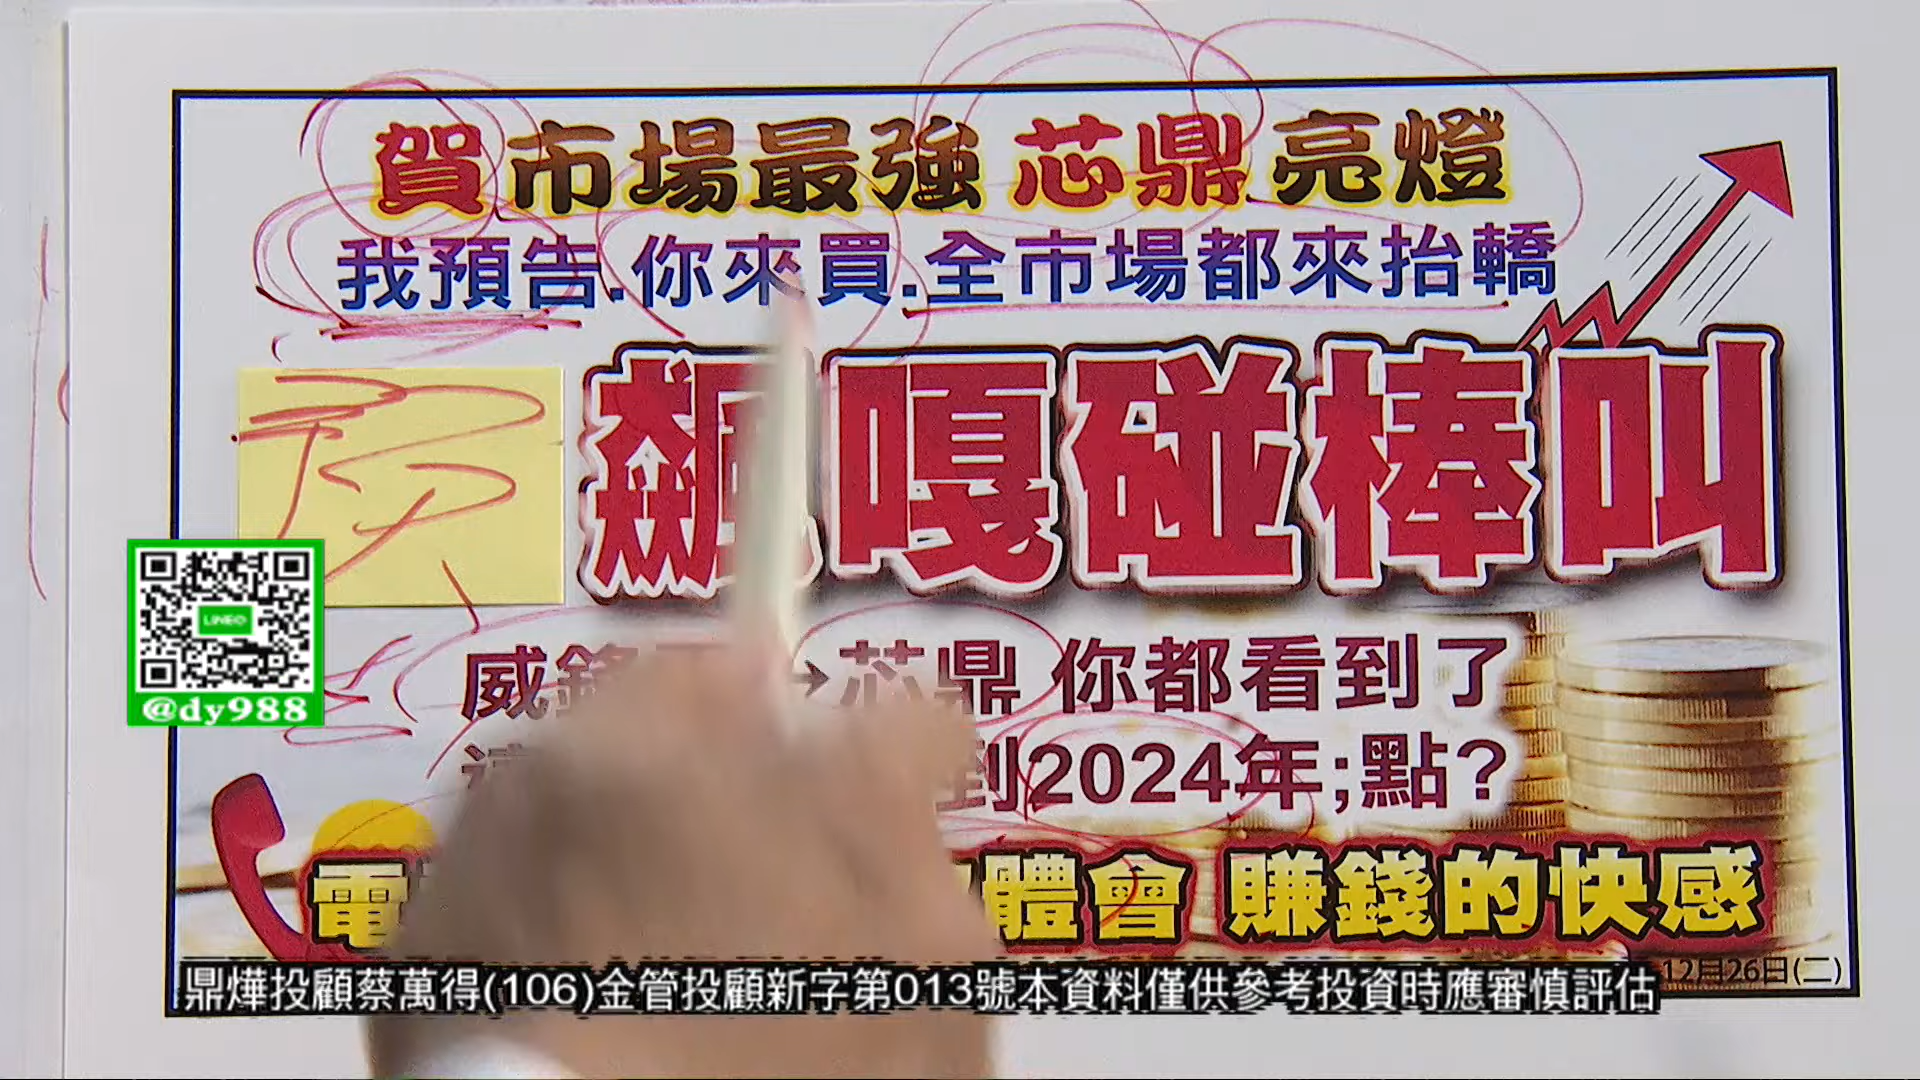 賀市場最強 芯鼎亮燈
我預告.你來買.全市場都來抬轎
飆嘎碰棒叫
威鋒 →芯鼎 你都看到了
到2024年;點?
電 體會 賺錢的快感
LINE@
@dy988
12月26日(二)
鼎燁投顧蔡萬得(106)金管投顧新字第013號本資料僅供參考投資時應審慎評估